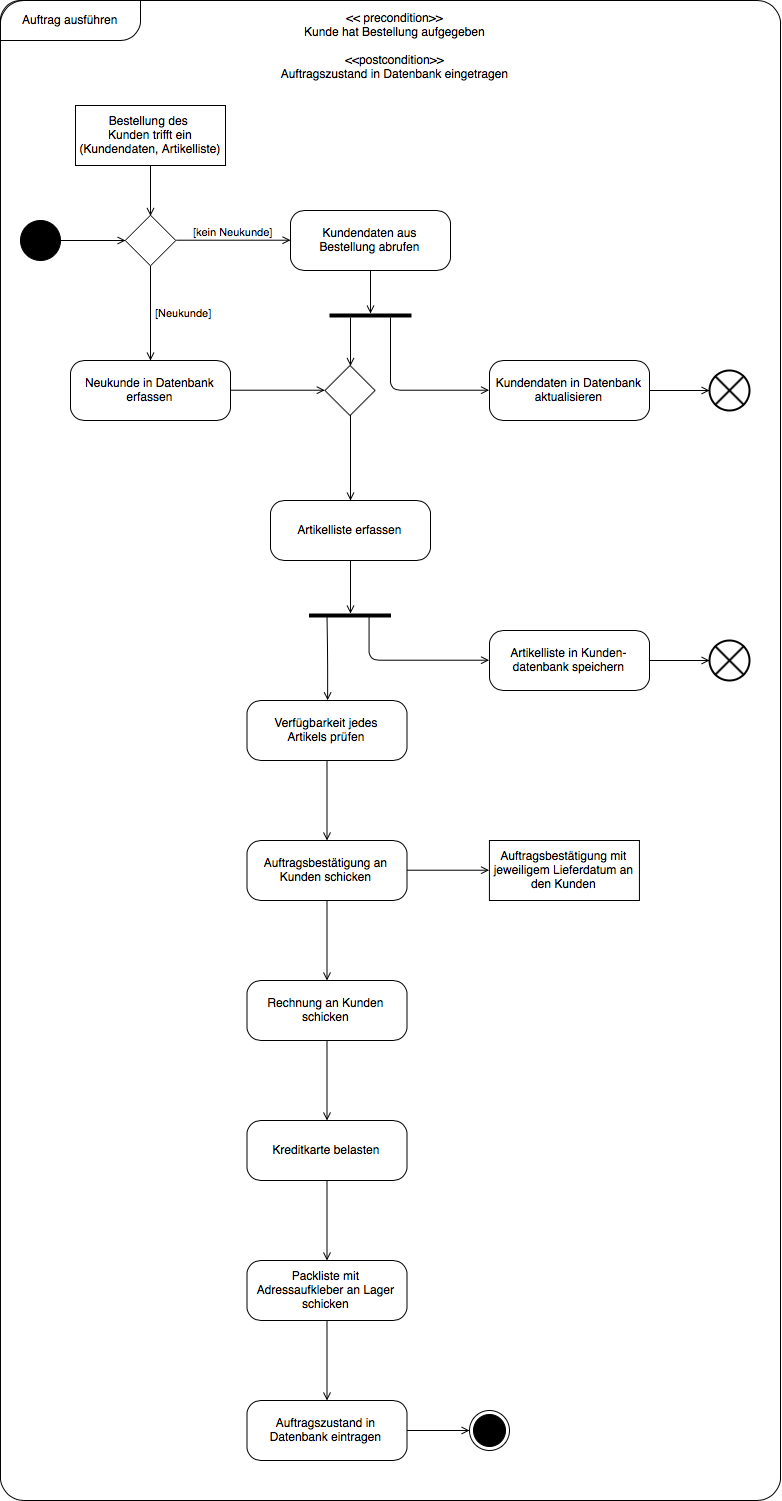 Auftrag ausführen
<< precondition>>
Kunde hat Bestellung aufgegeben
<<postcondition>>
Auftragszustand in Datenbank eingetragen
Bestellung des
Kunden trifft ein
(Kundendaten, Artikelliste)
[kein Neukunde]
Kundendaten aus
Bestellung abrufen
[Neukunde]
Neukunde in Datenbank
erfassen
Kundendaten in Datenbank
aktualisieren
Artikelliste erfassen
Artikelliste in Kunden-
datenbank speichern
Verfügbarkeit jedes
Artikels prüfen
Auftragsbestätigung an
Kunden schicken
Auftragsbestätigung mit
jeweiligem Lieferdatum an
den Kunden
Rechnung an Kunden
schicken
Kreditkarte belasten
Packliste mit
Adressaufkleber an Lager
schicken
Auftragszustand in
Datenbank eintragen